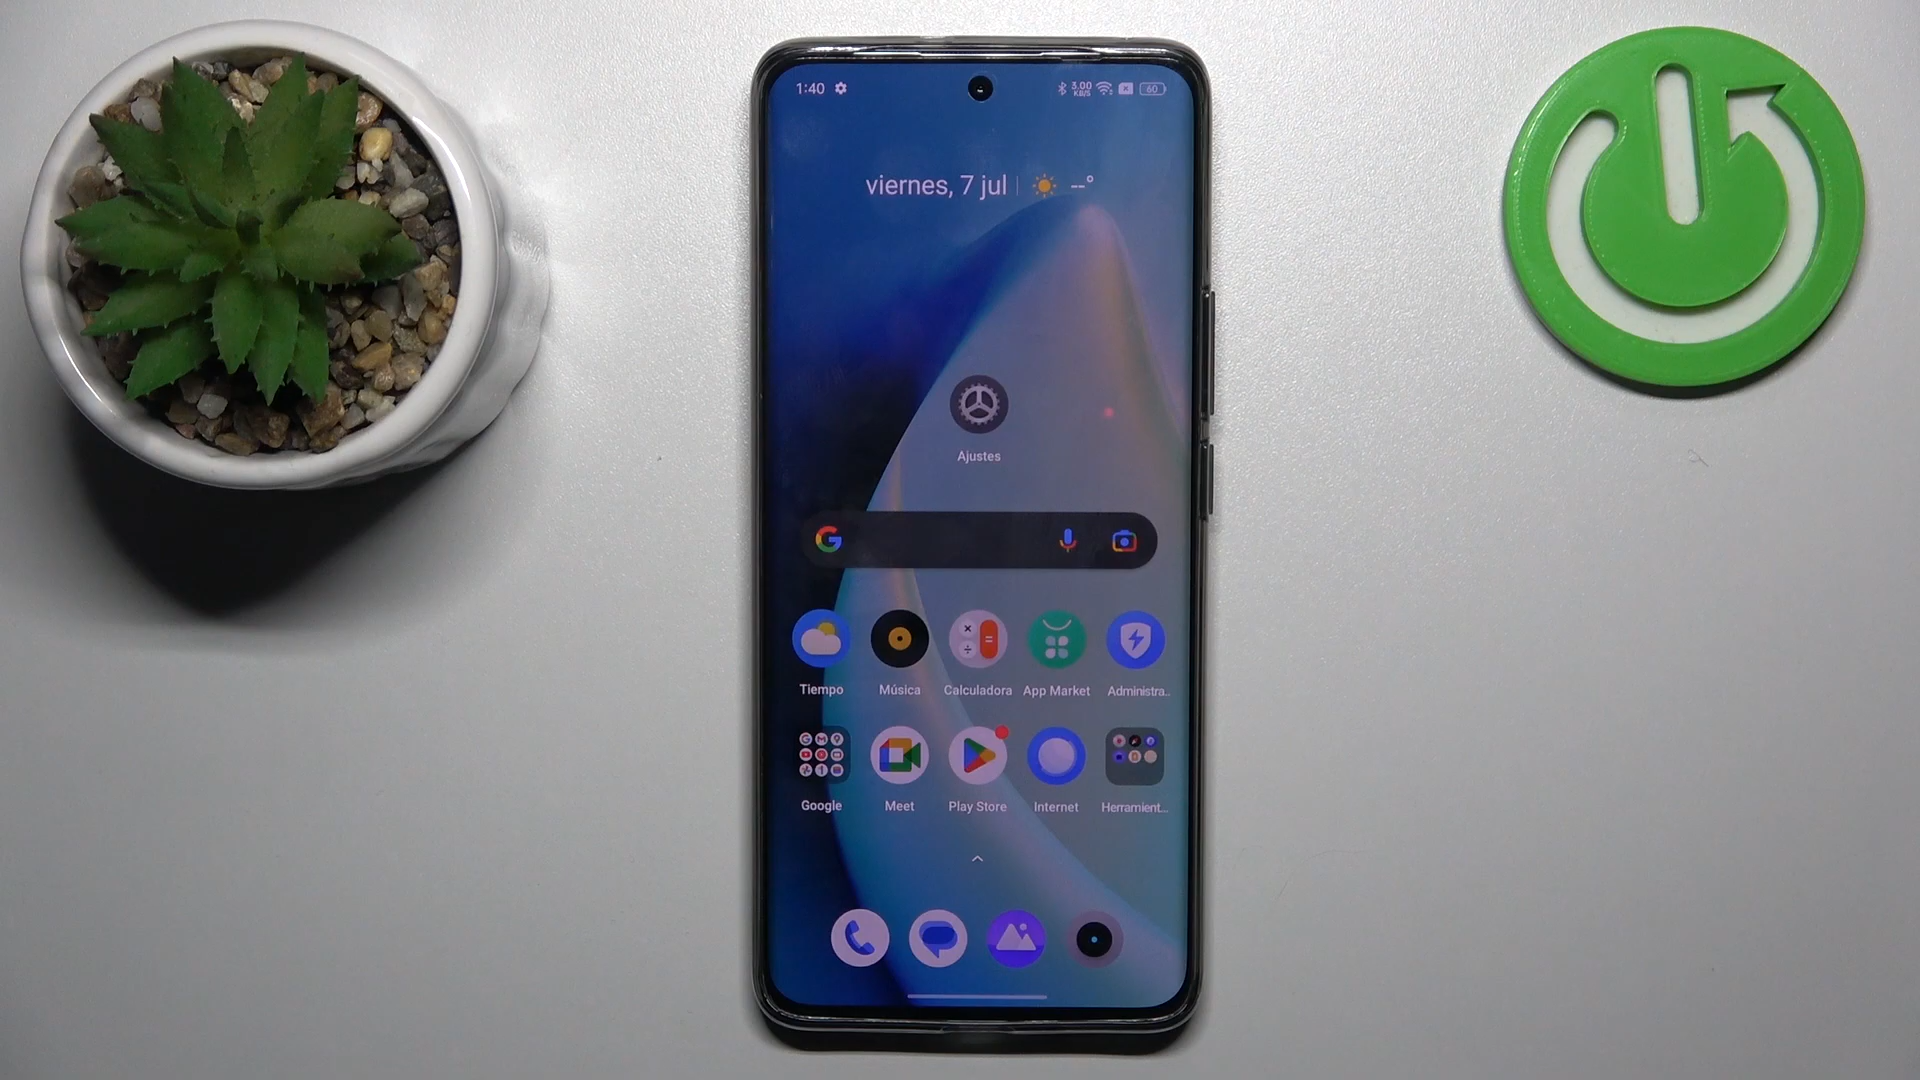 1:40 3.00 KB/S 60
viernes, 7 jul --°
Ajustes
Tiempo Música Calculadora App Market Administra..
Google Meet Play Store Internet Herramient...